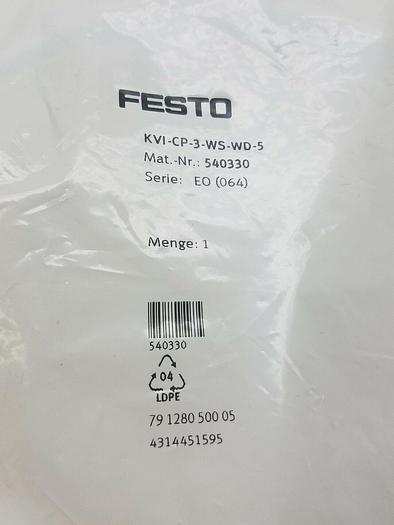 FESTO
KVI-CP-3-WS-WD-5
Mat.-Nr.: 540330
Serie: EO (064)
Menge: 1
540330
04
LDPE
79 1280 500 05
4314451595